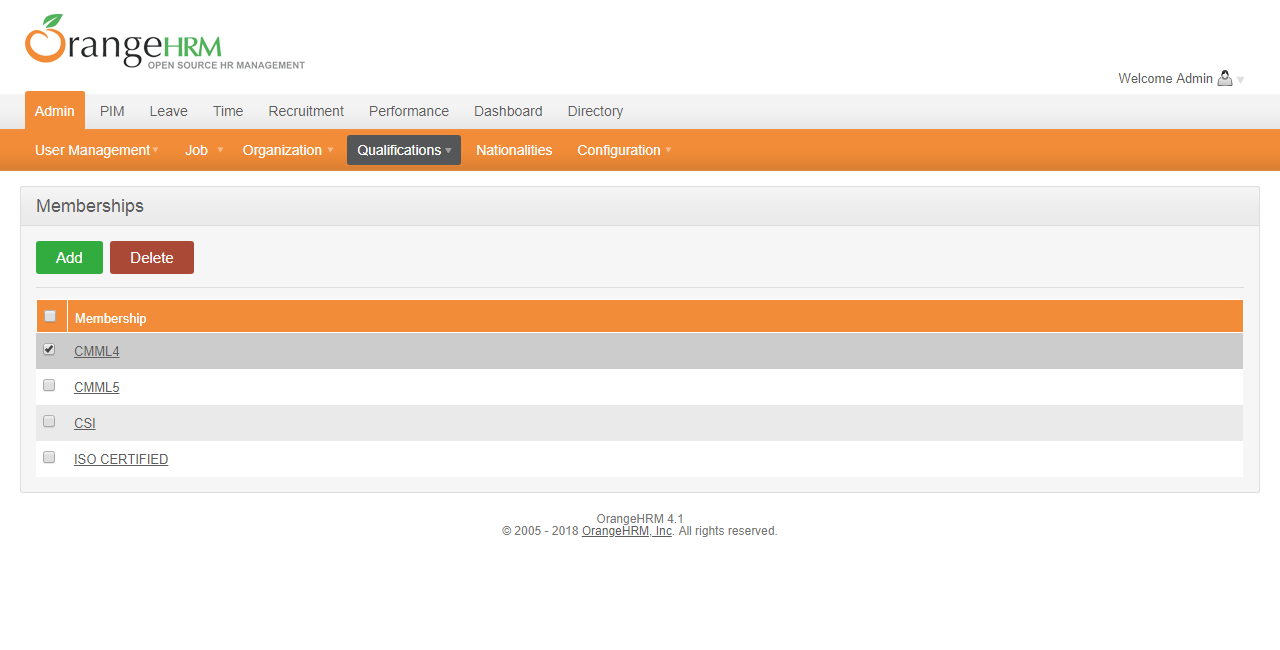 OrangeHRM
OPEN SOURCE HR MANAGEMENT
Welcome Admin
Admin PIM Leave Time Recruitment Performance Dashboard Directory
User Management Job Organization Qualifications Nationalities Configuration
Memberships
Add Delete
Membership
CMML4
CMML5
CSI
ISO CERTIFIED
OrangeHRM 4.1
© 2005 - 2018 OrangeHRM, Inc. All rights reserved.